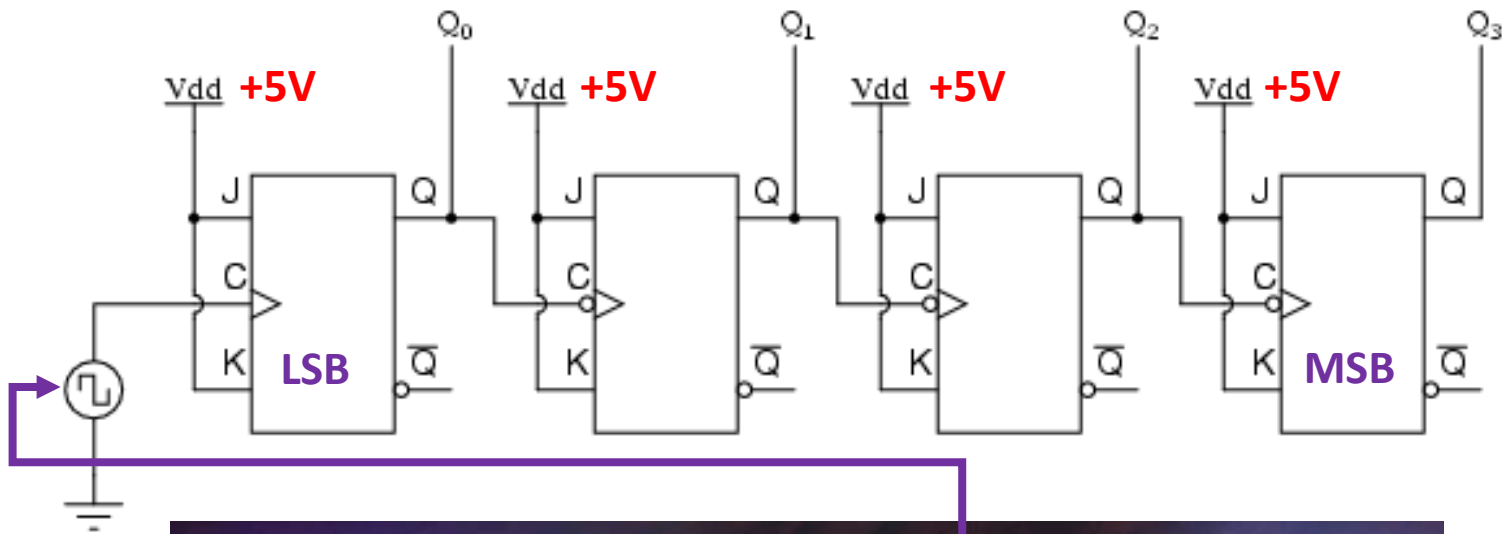 Q0 Q1 Q2 Q3
Vdd +5V Vdd +5V Vdd +5V Vdd +5V
J Q J Q J Q J Q
C C C C
K LSB Q̅ K Q̅ K Q̅ K MSB Q̅